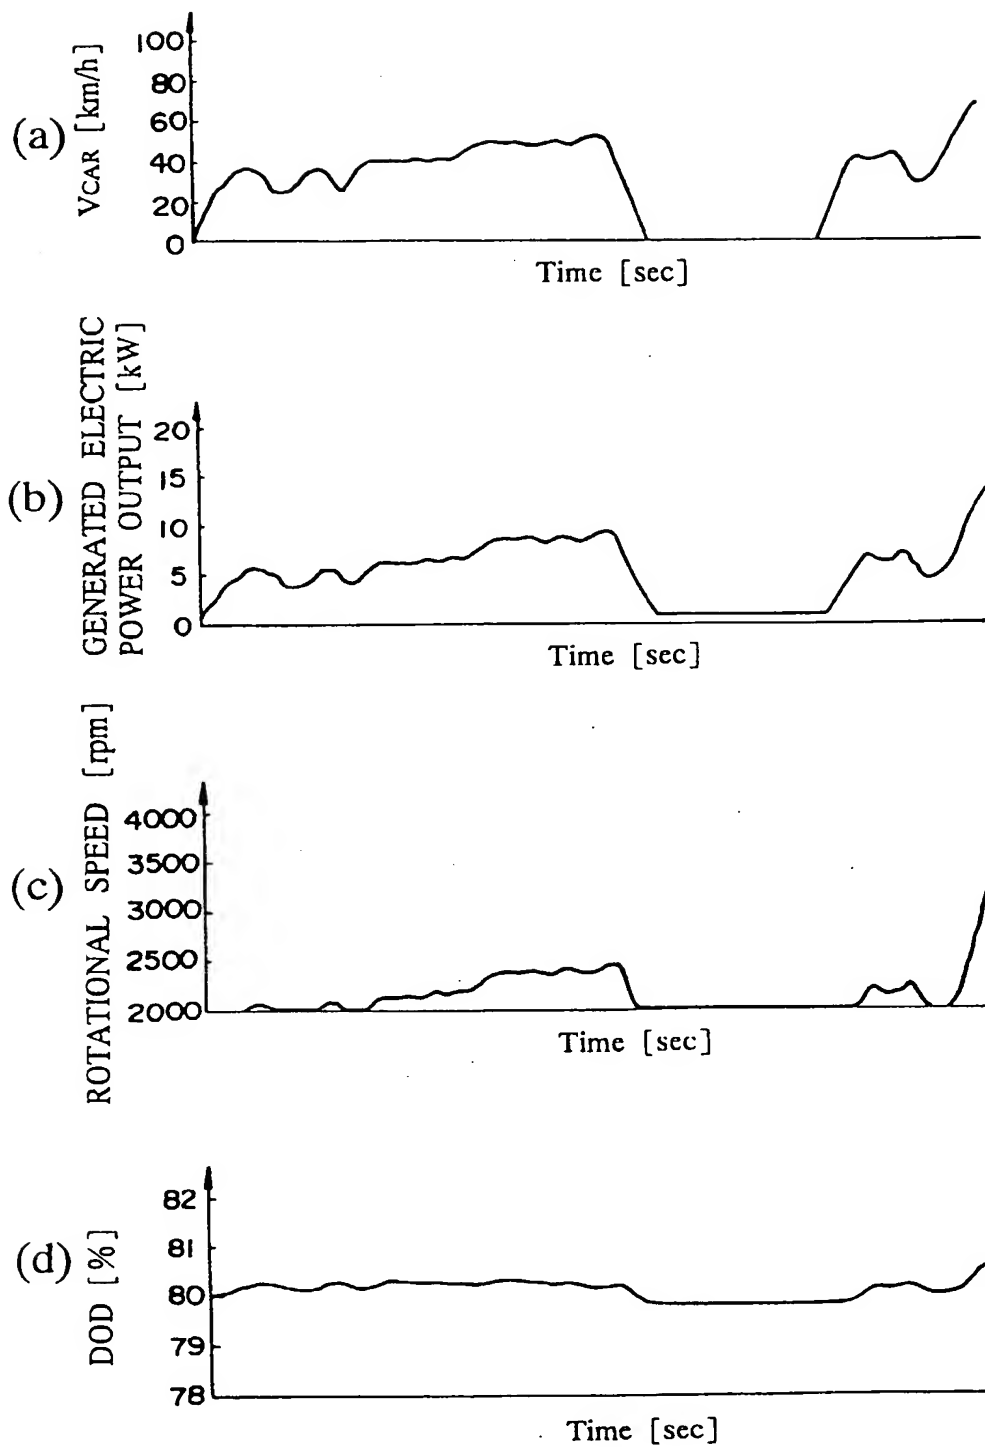 (a)
VCAR [km/h]
100
80
60
40
20
0
Time [sec]
(b)
GENERATED ELECTRIC
POWER OUTPUT [kW]
20
15
10
5
0
Time [sec]
(c)
ROTATIONAL SPEED [rpm]
4000
3500
3000
2500
2000
Time [sec]
(d)
DOD [%]
82
81
80
79
78
Time [sec]